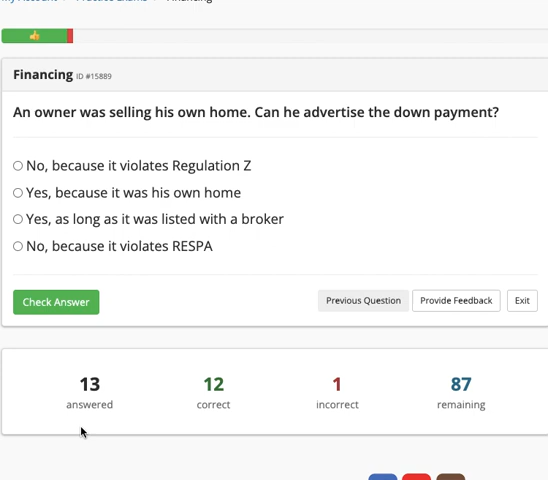 Financing ID #15889
An owner was selling his own home. Can he advertise the down payment?
No, because it violates Regulation Z
Yes, because it was his own home
Yes, as long as it was listed with a broker
No, because it violates RESPA
Check Answer Previous Question Provide Feedback Exit
13 12 1 87
answered correct incorrect remaining